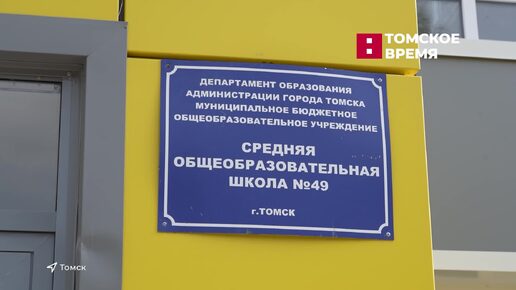 ТОМСКОЕ
ВРЕМЯ
ДЕПАРТАМЕНТ ОБРАЗОВАНИЯ
АДМИНИСТРАЦИИ ГОРОДА ТОМСКА
МУНИЦИПАЛЬНОЕ БЮДЖЕТНОЕ
ОБЩЕОБРАЗОВАТЕЛЬНОЕ УЧРЕЖДЕНИЕ
СРЕДНЯЯ
ОБЩЕОБРАЗОВАТЕЛЬНАЯ
ШКОЛА №49
г.ТОМСК
Томск